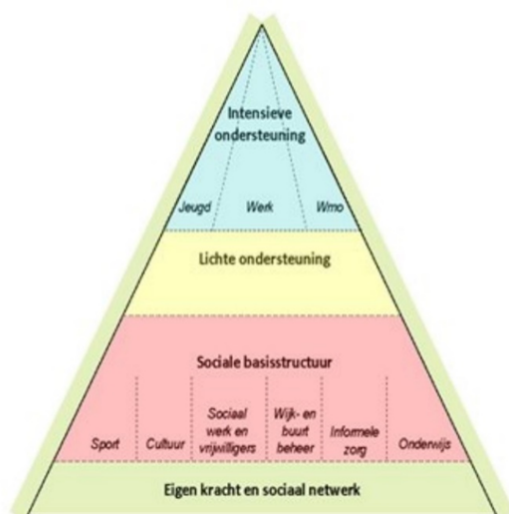 Intensieve
ondersteuning
Jeugd Werk Wmo
Lichte ondersteuning
Sociale basisstructuur
Sport
Cultuur
Sociaal
werk en
vrijwilligers
Wijk- en
buurt
beheer
Informele
zorg
Onderwijs
Eigen kracht en sociaal netwerk